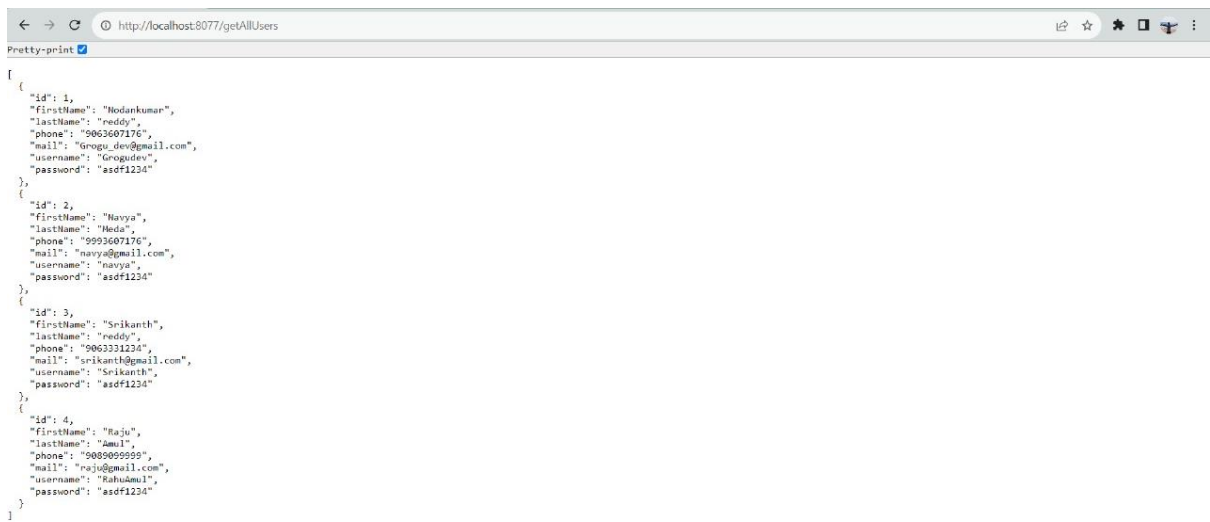 http://localhost:8077/getAllUsers
Pretty-print
[
  {
    "id": 1,
    "firstName": "Nodankumar",
    "lastName": "reddy",
    "phone": "9063607176",
    "mail": "Grogu_dev@gmail.com",
    "username": "Grogudev",
    "password": "asdf1234"
  },
  {
    "id": 2,
    "firstName": "Navya",
    "lastName": "Meda",
    "phone": "9993607176",
    "mail": "navya@gmail.com",
    "username": "navya",
    "password": "asdf1234"
  },
  {
    "id": 3,
    "firstName": "Srikanth",
    "lastName": "reddy",
    "phone": "9063331234",
    "mail": "srikanth@gmail.com",
    "username": "Srikanth",
    "password": "asdf1234"
  },
  {
    "id": 4,
    "firstName": "Raju",
    "lastName": "Amul",
    "phone": "9089099999",
    "mail": "raju@gmail.com",
    "username": "RahuAmul",
    "password": "asdf1234"
  }
]